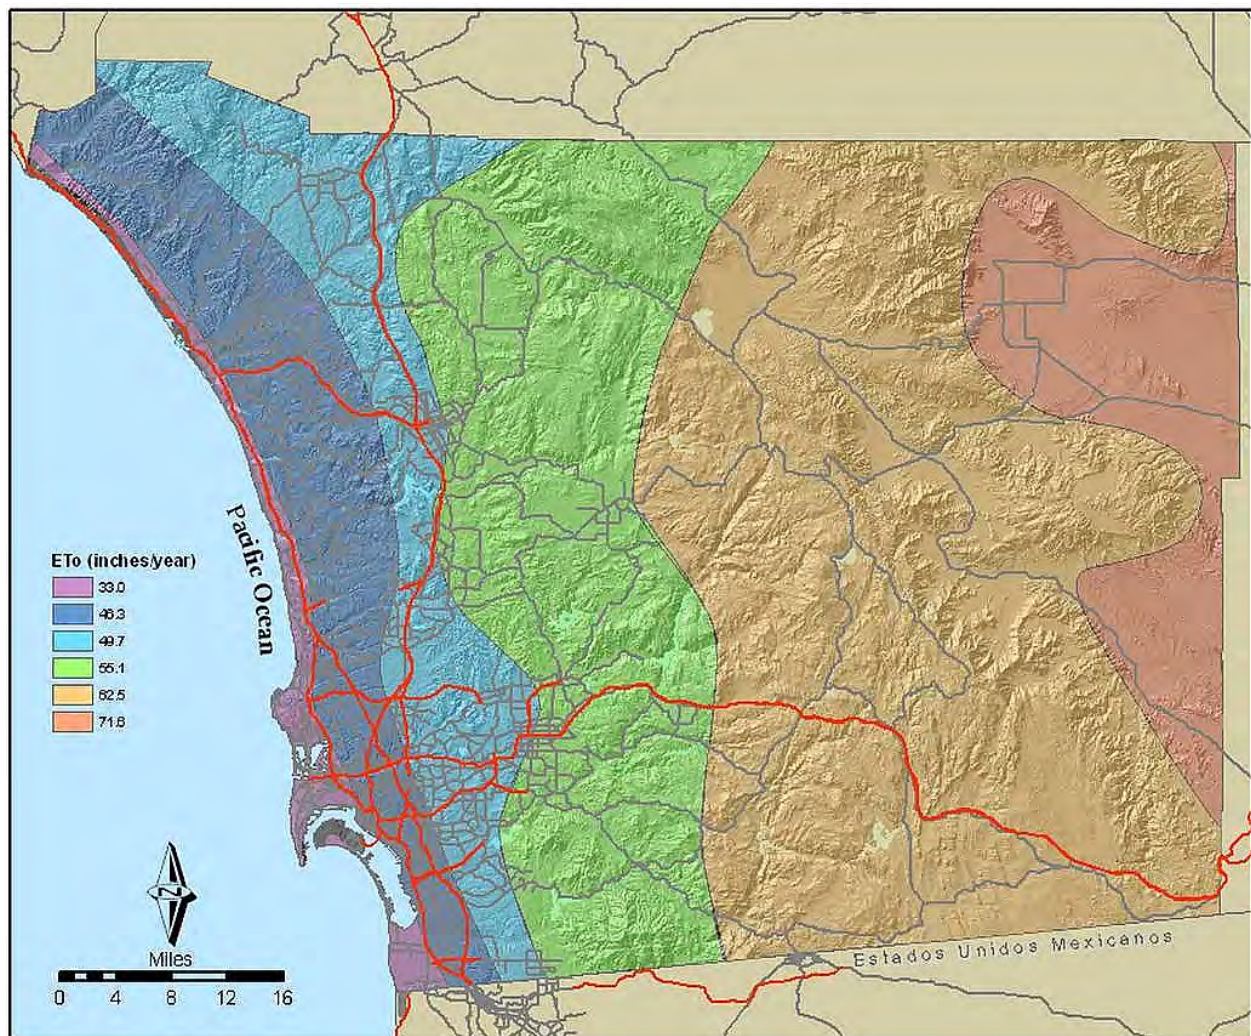 Pacific Ocean
ETo (inches/year)
33.0
46.3
49.7
55.1
62.5
71.6
N
Miles
0 4 8 12 16
Estados Unidos Mexicanos